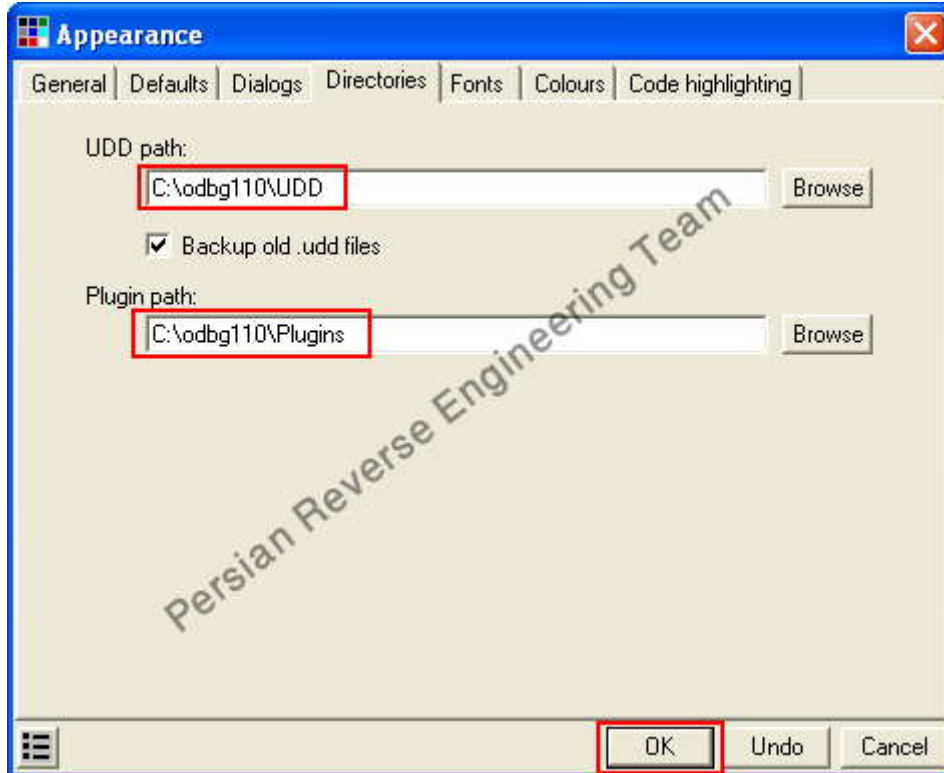 Appearance
General Defaults Dialogs Directories Fonts Colours Code highlighting
UDD path:
C:\odbg110\UDD Browse
Backup old .udd files
Plugin path:
C:\odbg110\Plugins Browse
Persian Reverse Engineering Team
OK Undo Cancel